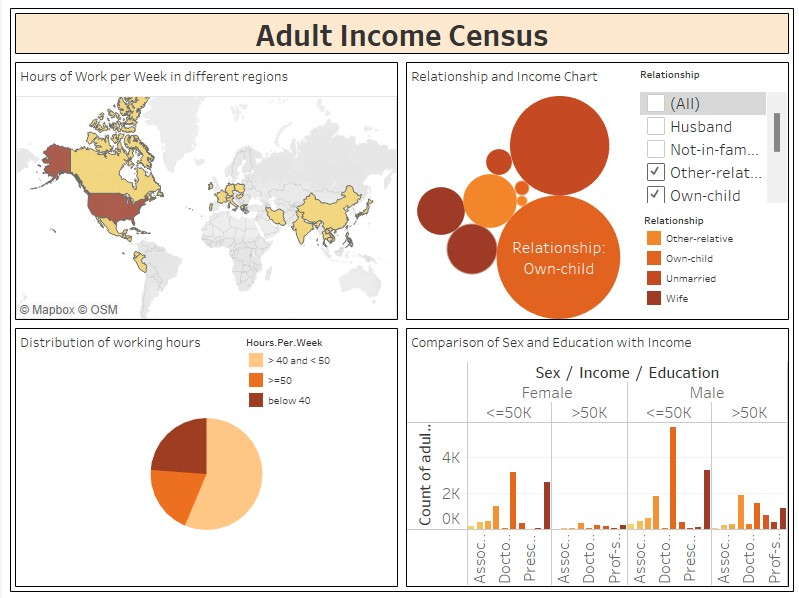 Adult Income Census
Hours of Work per Week in different regions
© Mapbox © OSM
Relationship and Income Chart
Relationship:
Own-child
Relationship
(All)
Husband
Not-in-fam...
Other-relat...
Own-child
Relationship
Other-relative
Own-child
Unmarried
Wife
Distribution of working hours
Hours.Per.Week
> 40 and < 50
>=50
below 40
Comparison of Sex and Education with Income
Sex / Income / Education
Female Male
<=50K >50K <=50K >50K
Count of adul..
4K
2K
0K
Assoc.. Docto.. Presc.. Assoc.. Docto.. Prof-s.. Assoc.. Docto.. Presc.. Assoc.. Docto.. Prof-s..